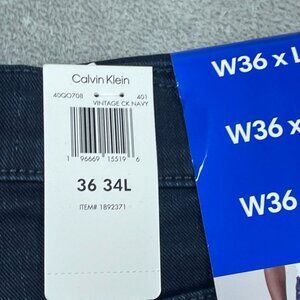 Calvin Klein
40QO708 401
VINTAGE CK NAVY
1 96669 15519 6
36 34L
ITEM# 1892371
W36 x L
W36 x
W36